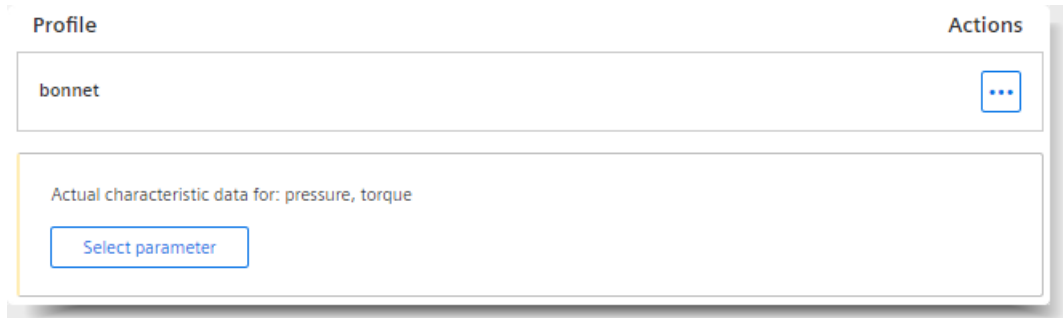 Profile Actions
bonnet
Actual characteristic data for: pressure, torque
Select parameter